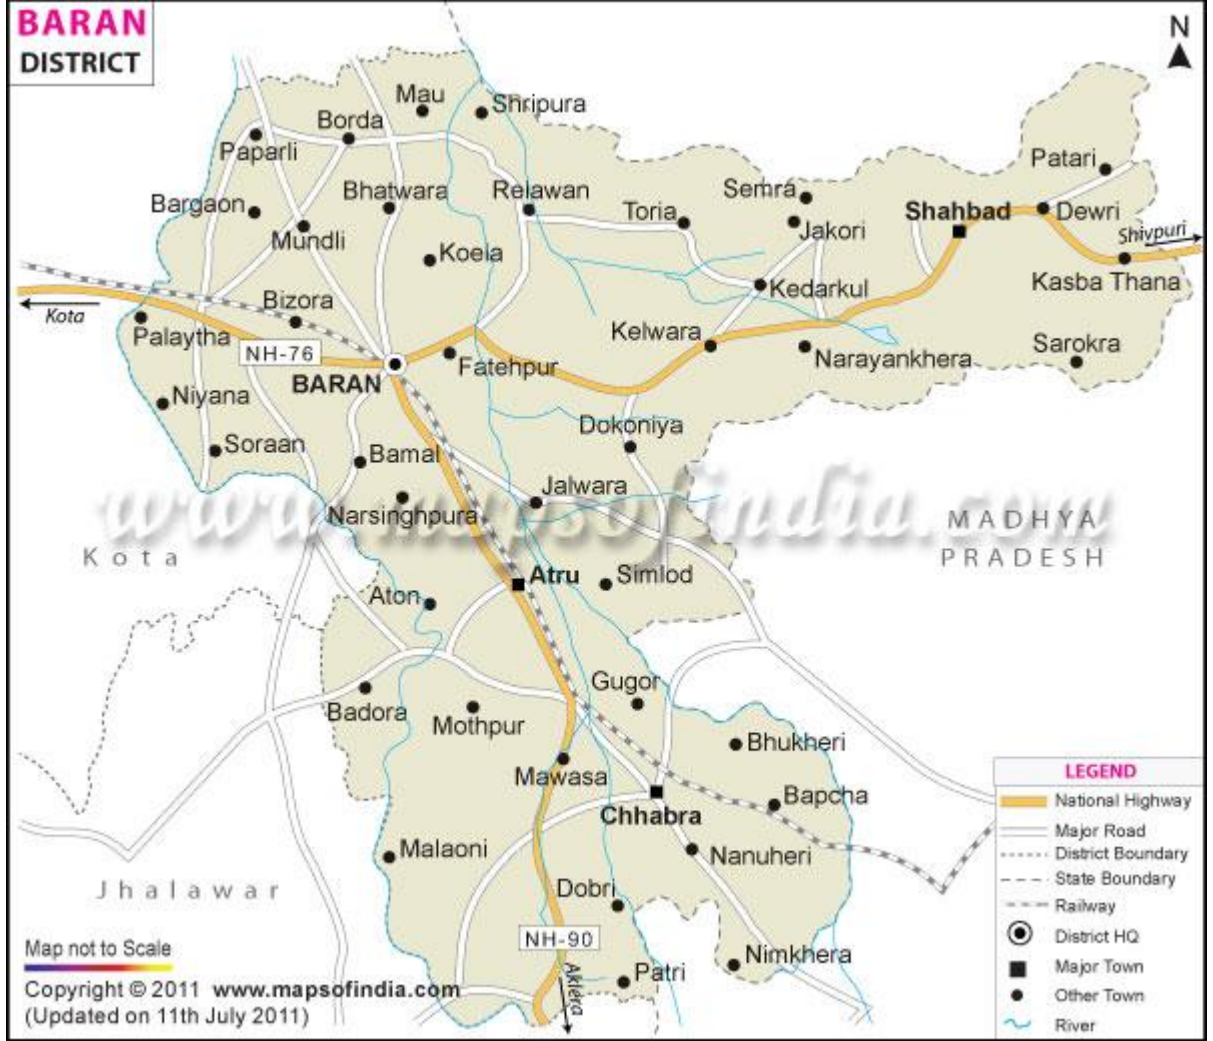 BARAN
DISTRICT
N
Mau
Shripura
Borda
Paparli
Patari
Bargaon
Bhatwara
Relawan
Semra
Toria
Jakori
Shahbad
Dewri
Mundli
Shivpuri
Koela
Kasba Thana
Kedarkul
Bizora
Kota
Palaytha
Kelwara
NH-76
Fatehpur
Narayankhera
Sarokra
BARAN
Niyana
Dokoniya
Soraan
Bamal
Jalwara
Narsinghpura
www.mapsofindia.com
MADHYA
PRADESH
Kota
Atru
Simlod
Aton
Gugor
Badora
Mothpur
Bhukheri
Mawasa
Bapcha
Chhabra
Malaoni
Nanuheri
Jhalawar
Dobri
NH-90
Nimkhera
Patri
Aklera
LEGEND
National Highway
Major Road
District Boundary
State Boundary
Railway
District HQ
Major Town
Other Town
River
Map not to Scale
Copyright © 2011 www.mapsofindia.com
(Updated on 11th July 2011)